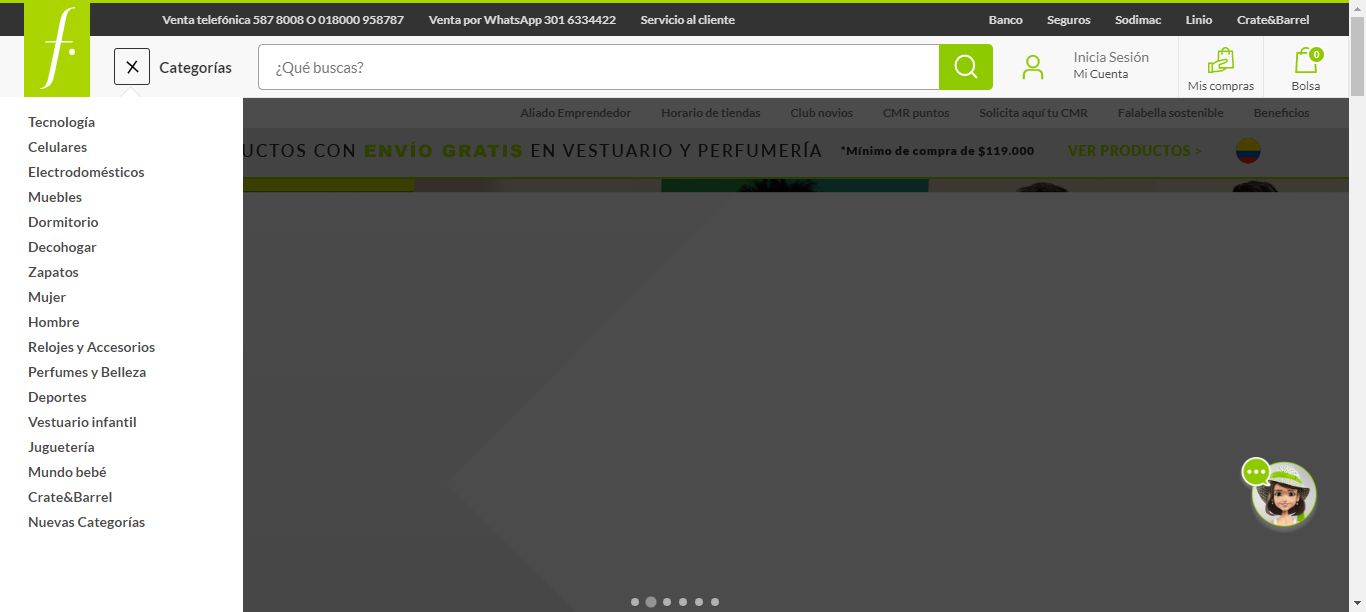 Venta telefónica 587 8008 O 018000 958787 Venta por WhatsApp 301 6334422 Servicio al cliente Banco Seguros Sodimac Linio Crate&Barrel
f.
X Categorías ¿Qué buscas? Inicia Sesión
Mi Cuenta
Mis compras
0
Bolsa
Aliado Emprendedor Horario de tiendas Club novios CMR puntos Solicita aquí tu CMR Falabella sostenible Beneficios
UCTOS CON ENVÍO GRATIS EN VESTUARIO Y PERFUMERÍA *Mínimo de compra de $119.000 VER PRODUCTOS >
Tecnología
Celulares
Electrodomésticos
Muebles
Dormitorio
Decohogar
Zapatos
Mujer
Hombre
Relojes y Accesorios
Perfumes y Belleza
Deportes
Vestuario infantil
Juguetería
Mundo bebé
Crate&Barrel
Nuevas Categorías